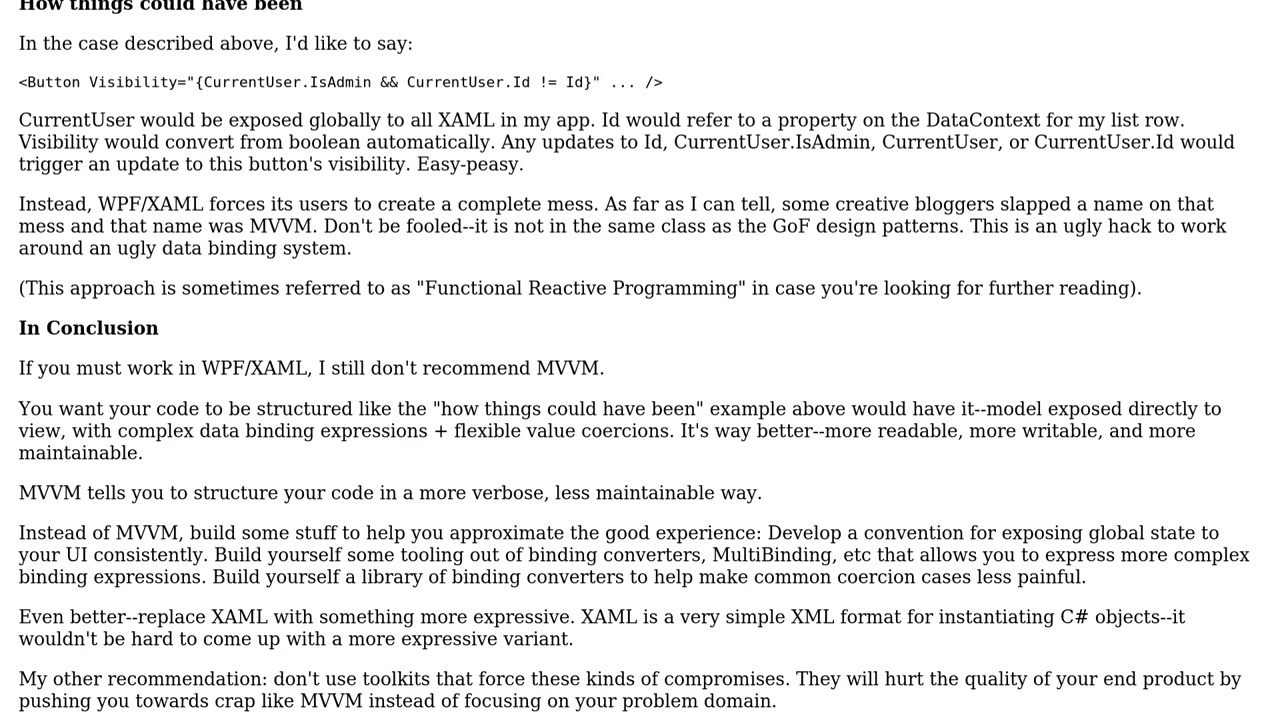 How things could have been
In the case described above, I'd like to say:
<Button Visibility="{CurrentUser.IsAdmin && CurrentUser.Id != Id}" ... />
CurrentUser would be exposed globally to all XAML in my app. Id would refer to a property on the DataContext for my list row.
Visibility would convert from boolean automatically. Any updates to Id, CurrentUser.IsAdmin, CurrentUser, or CurrentUser.Id would
trigger an update to this button's visibility. Easy-peasy.
Instead, WPF/XAML forces its users to create a complete mess. As far as I can tell, some creative bloggers slapped a name on that
mess and that name was MVVM. Don't be fooled--it is not in the same class as the GoF design patterns. This is an ugly hack to work
around an ugly data binding system.
(This approach is sometimes referred to as "Functional Reactive Programming" in case you're looking for further reading).
In Conclusion
If you must work in WPF/XAML, I still don't recommend MVVM.
You want your code to be structured like the "how things could have been" example above would have it--model exposed directly to
view, with complex data binding expressions + flexible value coercions. It's way better--more readable, more writable, and more
maintainable.
MVVM tells you to structure your code in a more verbose, less maintainable way.
Instead of MVVM, build some stuff to help you approximate the good experience: Develop a convention for exposing global state to
your UI consistently. Build yourself some tooling out of binding converters, MultiBinding, etc that allows you to express more complex
binding expressions. Build yourself a library of binding converters to help make common coercion cases less painful.
Even better--replace XAML with something more expressive. XAML is a very simple XML format for instantiating C# objects--it
wouldn't be hard to come up with a more expressive variant.
My other recommendation: don't use toolkits that force these kinds of compromises. They will hurt the quality of your end product by
pushing you towards crap like MVVM instead of focusing on your problem domain.